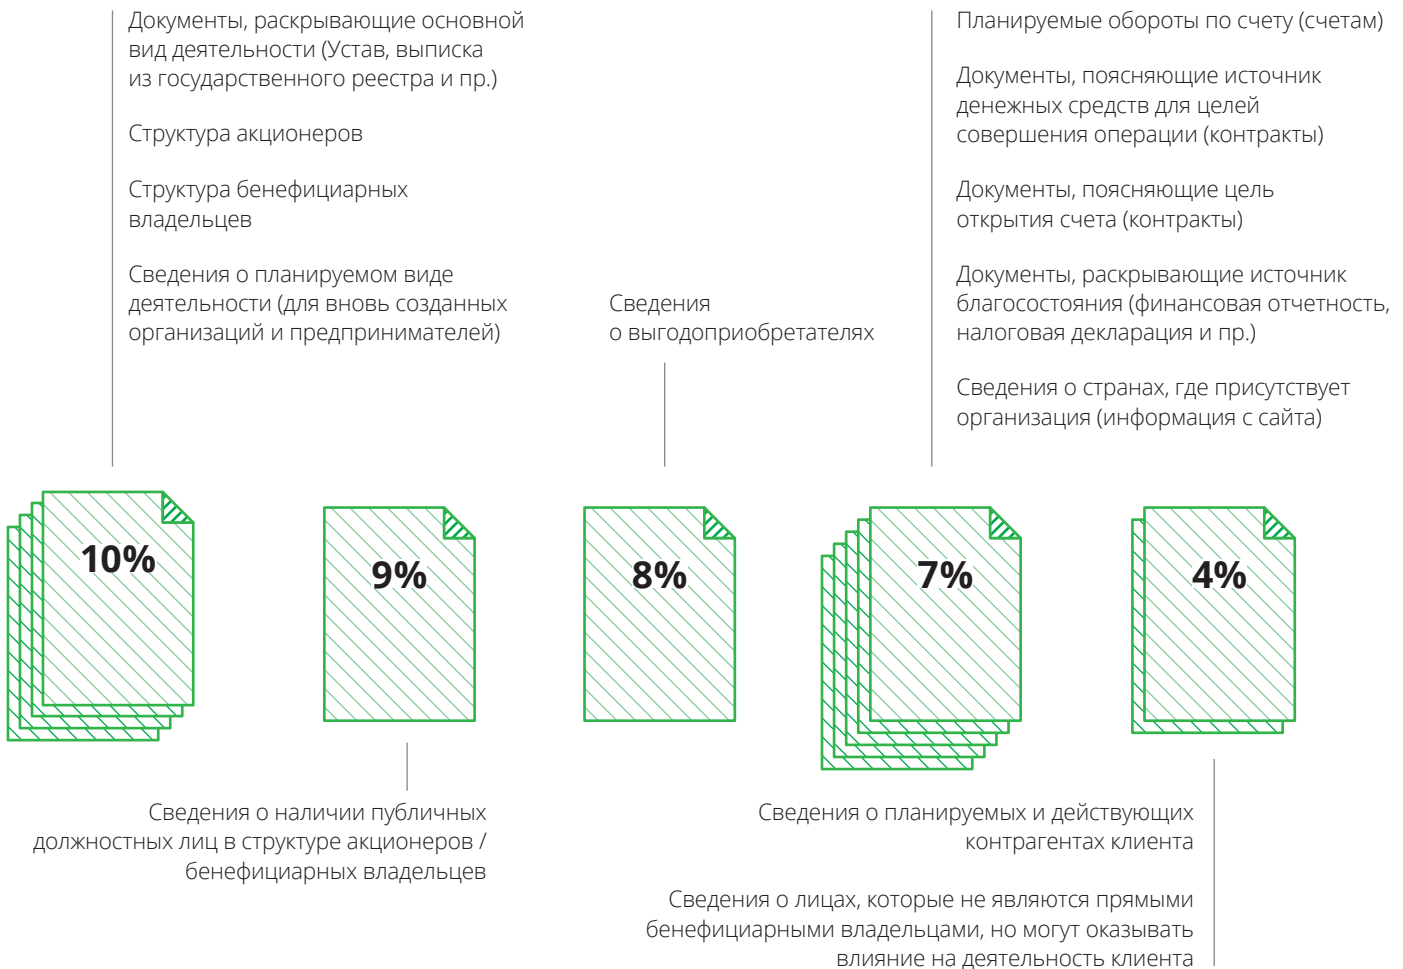 Документы, раскрывающие основной
вид деятельности (Устав, выписка
из государственного реестра и пр.)
Структура акционеров
Структура бенефициарных
владельцев
Сведения о планируемом виде
деятельности (для вновь созданных
организаций и предпринимателей)
Сведения
о выгодоприобретателях
Планируемые обороты по счету (счетам)
Документы, поясняющие источник
денежных средств для целей
совершения операции (контракты)
Документы, поясняющие цель
открытия счета (контракты)
Документы, раскрывающие источник
благосостояния (финансовая отчетность,
налоговая декларация и пр.)
Сведения о странах, где присутствует
организация (информация с сайта)
10%
9%
8%
7%
4%
Сведения о наличии публичных
должностных лиц в структуре акционеров /
бенефициарных владельцев
Сведения о планируемых и действующих
контрагентах клиента
Сведения о лицах, которые не являются прямыми
бенефициарными владельцами, но могут оказывать
влияние на деятельность клиента